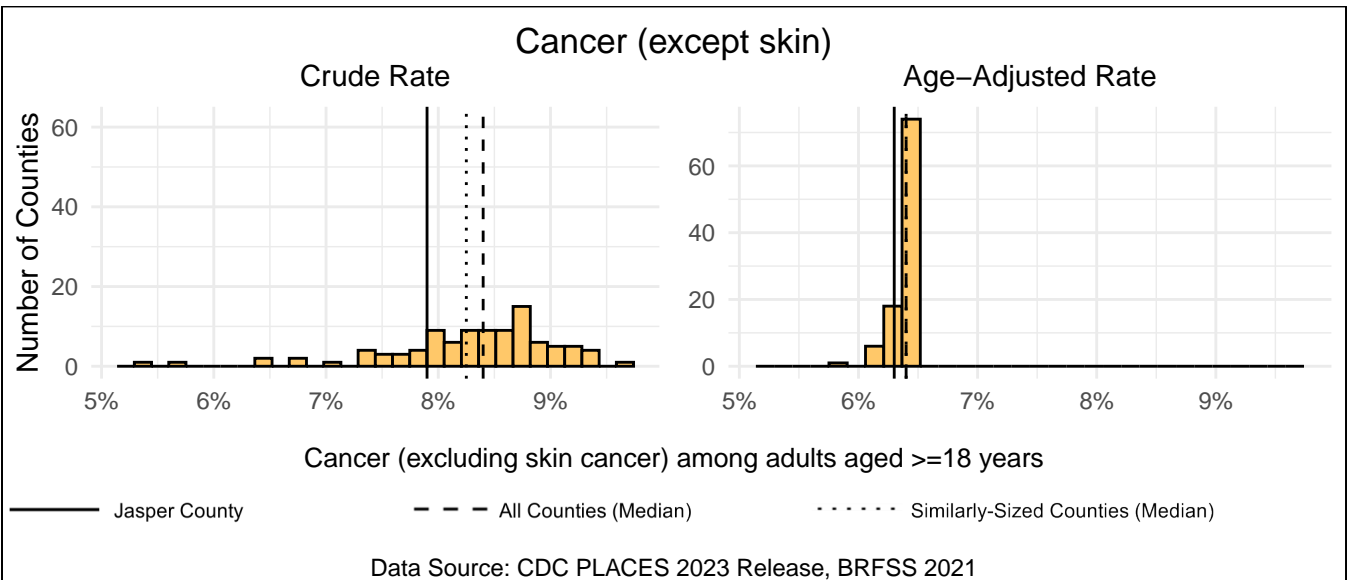 Cancer (except skin)
Crude Rate
Age−Adjusted Rate
Number of Counties
60
40
20
0
5%
6%
7%
8%
9%
60
40
20
0
5%
6%
7%
8%
9%
Cancer (excluding skin cancer) among adults aged >=18 years
Jasper County
All Counties (Median)
Similarly-Sized Counties (Median)
Data Source: CDC PLACES 2023 Release, BRFSS 2021